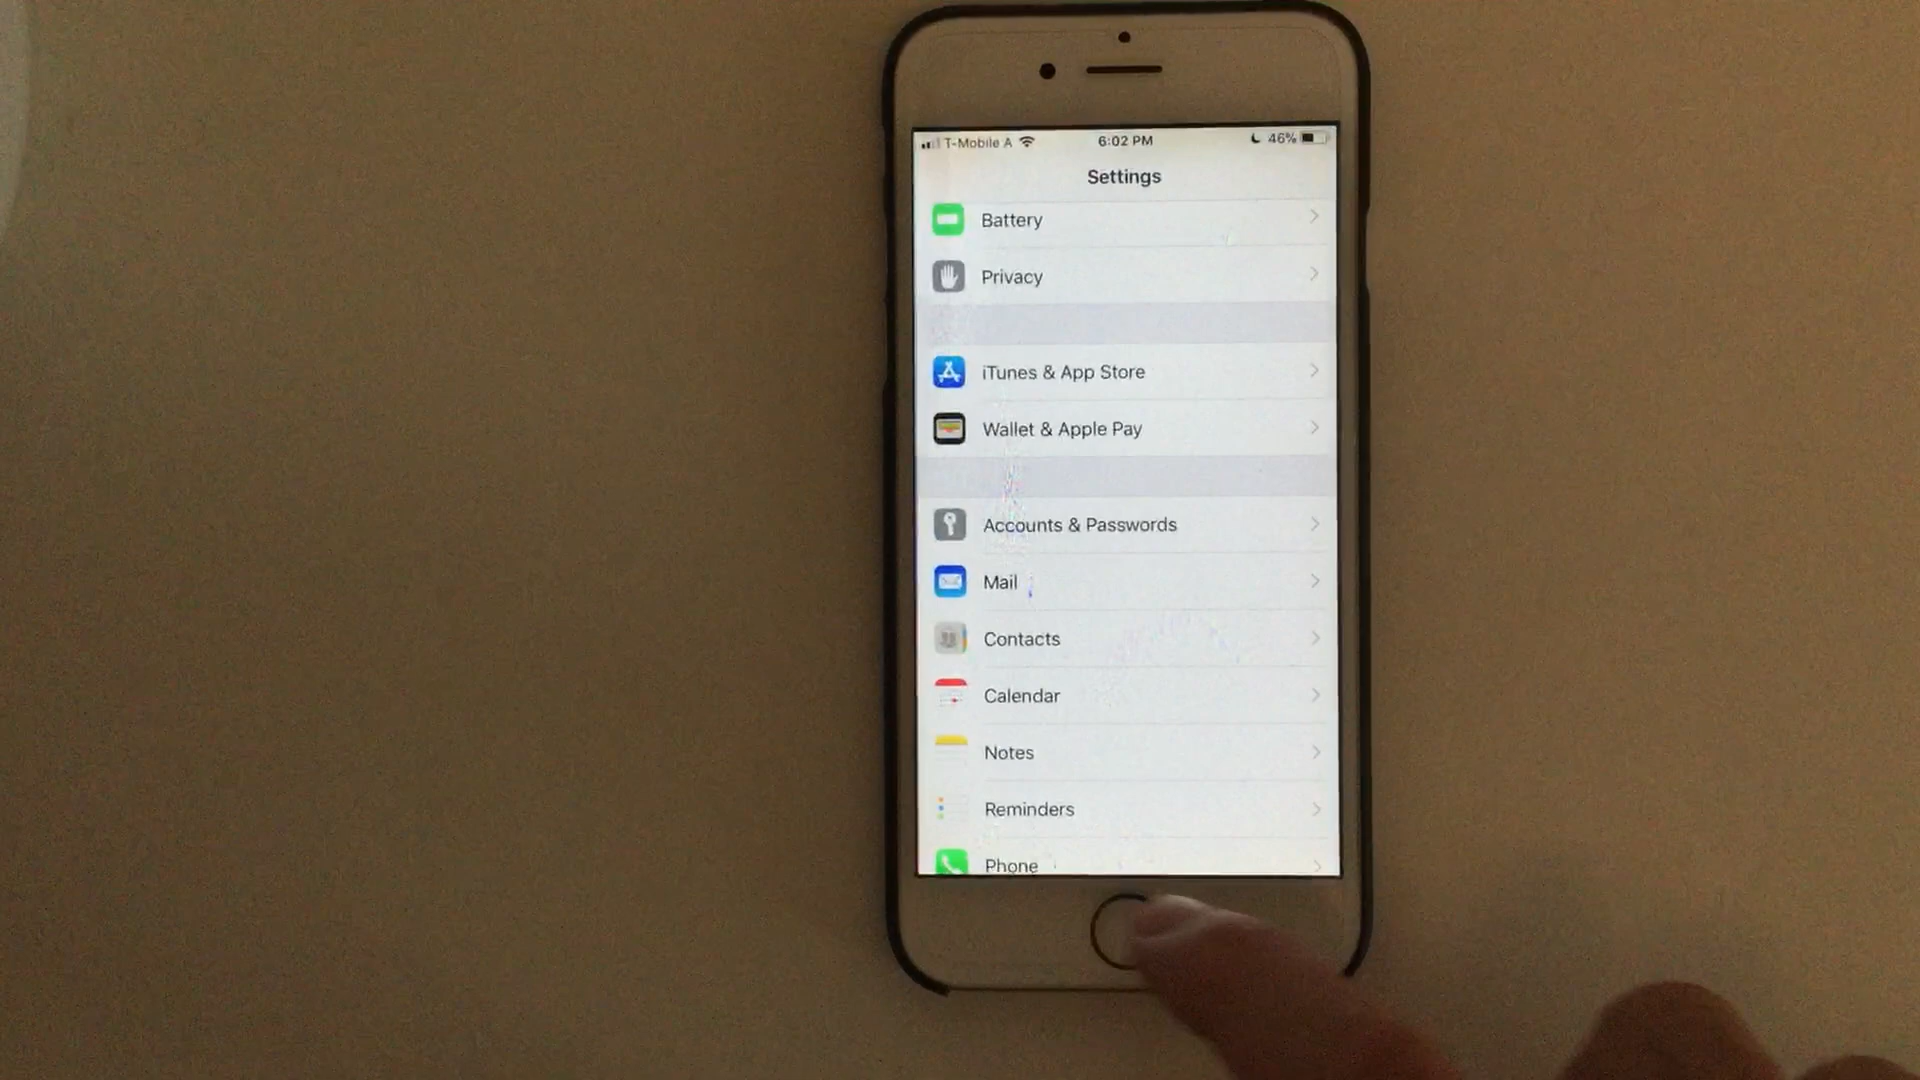 T-Mobile A 6:02 PM 46%
Settings
Battery
Privacy
iTunes & App Store
Wallet & Apple Pay
Accounts & Passwords
Mail
Contacts
Calendar
Notes
Reminders
Phone